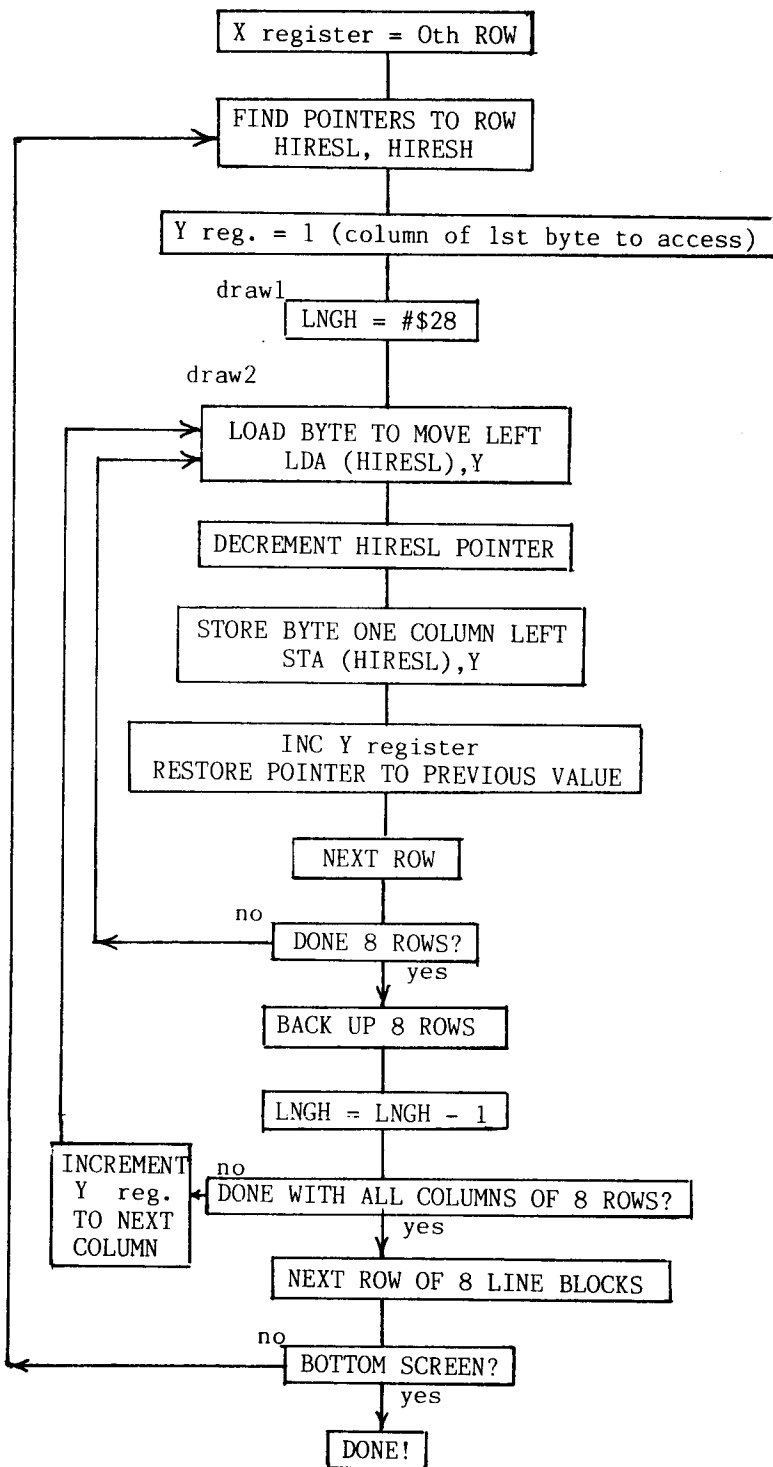 X register = 0th ROW
FIND POINTERS TO ROW
HIRESL, HIRESH
Y reg. = 1 (column of 1st byte to access)
draw1
LNGH = #$28
draw2
LOAD BYTE TO MOVE LEFT
LDA (HIRESL),Y
DECREMENT HIRESL POINTER
STORE BYTE ONE COLUMN LEFT
STA (HIRESL),Y
INC Y register
RESTORE POINTER TO PREVIOUS VALUE
NEXT ROW
no
DONE 8 ROWS?
yes
BACK UP 8 ROWS
LNGH = LNGH - 1
INCREMENT
Y reg.
TO NEXT
COLUMN
no
DONE WITH ALL COLUMNS OF 8 ROWS?
yes
NEXT ROW OF 8 LINE BLOCKS
no
BOTTOM SCREEN?
yes
DONE!